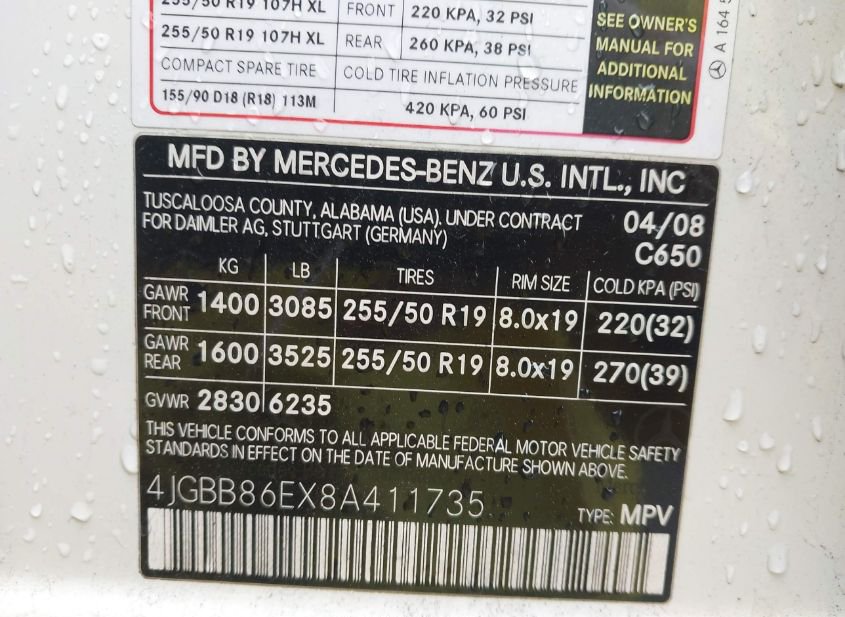 255/50 R19 107H XL FRONT 220 KPA, 32 PSI
255/50 R19 107H XL REAR 260 KPA, 38 PSI
COMPACT SPARE TIRE COLD TIRE INFLATION PRESSURE
155/90 D18 (R18) 113M 420 KPA, 60 PSI
SEE OWNER'S
MANUAL FOR
ADDITIONAL
INFORMATION
A 164 5
MFD BY MERCEDES-BENZ U.S. INTL., INC
TUSCALOOSA COUNTY, ALABAMA (USA), UNDER CONTRACT
FOR DAIMLER AG, STUTTGART (GERMANY)
04/08
C650
KG LB TIRES RIM SIZE COLD KPA (PSI)
GAWR
FRONT 1400 3085 255/50 R19 8.0x19 220(32)
GAWR
REAR 1600 3525 255/50 R19 8.0x19 270(39)
GVWR 2830 6235
THIS VEHICLE CONFORMS TO ALL APPLICABLE FEDERAL MOTOR VEHICLE SAFETY
STANDARDS IN EFFECT ON THE DATE OF MANUFACTURE SHOWN ABOVE.
4JGBB86EX8A411735 TYPE: MPV